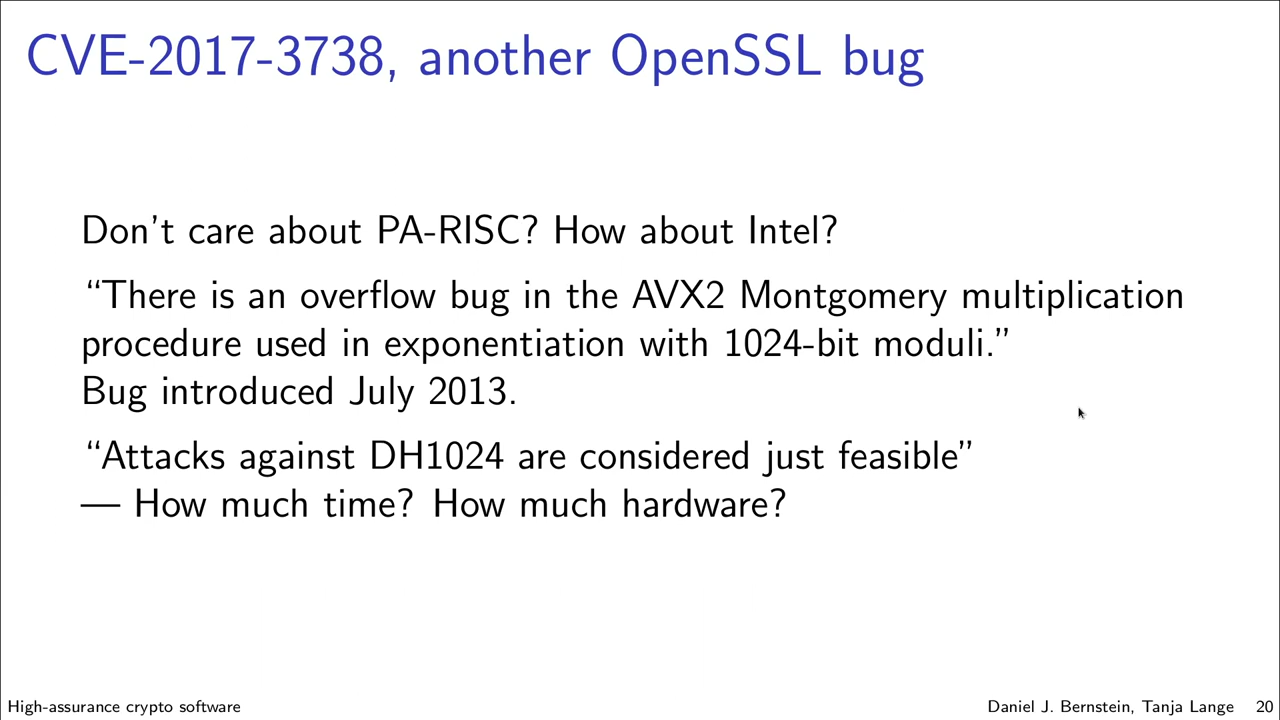 CVE-2017-3738, another OpenSSL bug
Don't care about PA-RISC? How about Intel?
“There is an overflow bug in the AVX2 Montgomery multiplication
procedure used in exponentiation with 1024-bit moduli.”
Bug introduced July 2013.
“Attacks against DH1024 are considered just feasible”
— How much time? How much hardware?
High-assurance crypto software
Daniel J. Bernstein, Tanja Lange 20